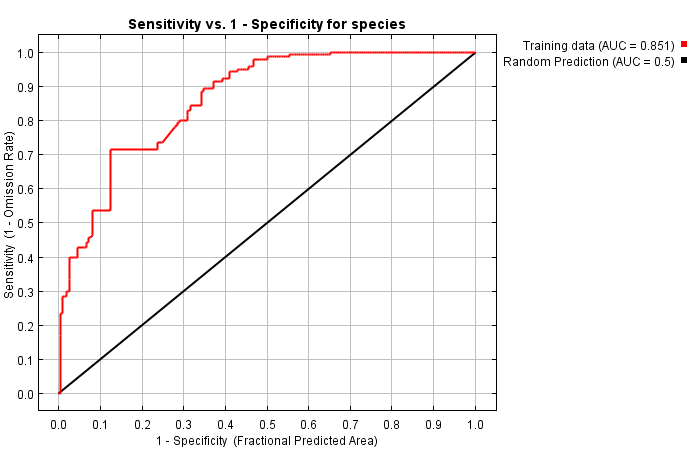 Sensitivity vs. 1 - Specificity for species
Training data (AUC = 0.851)
Random Prediction (AUC = 0.5)
Sensitivity (1 - Omission Rate)
1.0
0.9
0.8
0.7
0.6
0.5
0.4
0.3
0.2
0.1
0.0
0.0 0.1 0.2 0.3 0.4 0.5 0.6 0.7 0.8 0.9 1.0
1 - Specificity (Fractional Predicted Area)